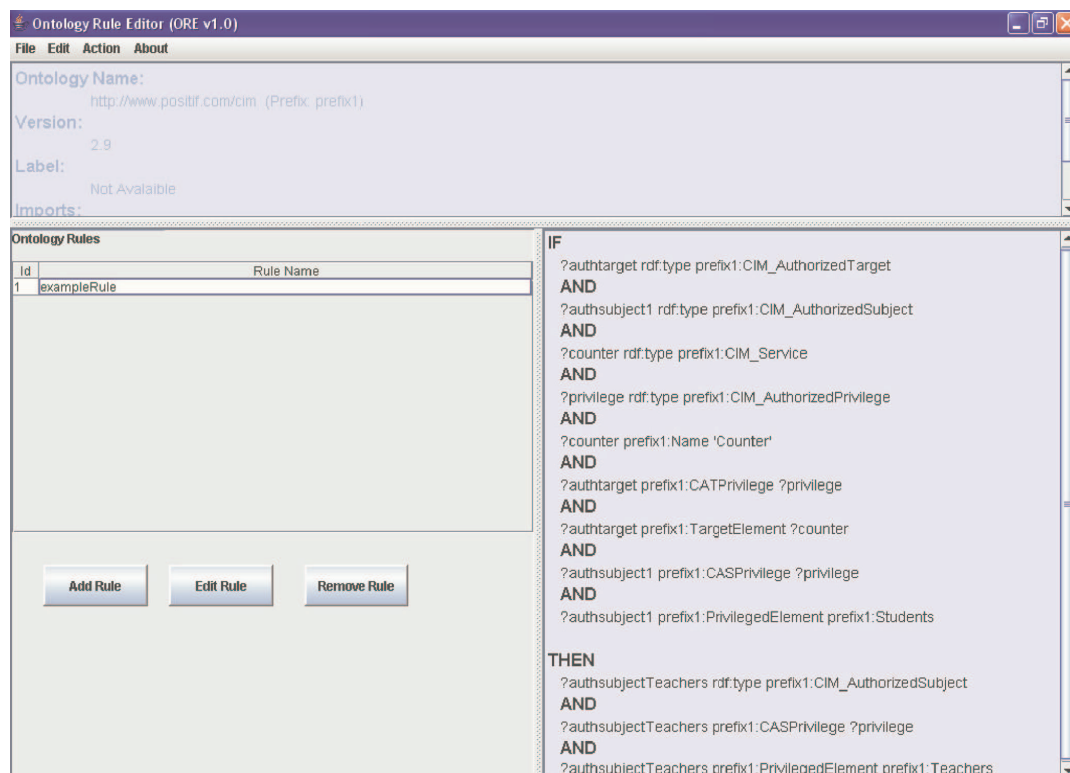 Ontology Rule Editor (ORE v1.0)
File Edit Action About
Ontology Name:
http://www.positif.com/cim (Prefix: prefix1)
Version:
2.9
Label:
Not Avalaible
Imports:
Ontology Rules
Id Rule Name
1 exampleRule
Add Rule Edit Rule Remove Rule
IF
?authtarget rdf:type prefix1:CIM_AuthorizedTarget
AND
?authsubject1 rdf:type prefix1:CIM_AuthorizedSubject
AND
?counter rdf:type prefix1:CIM_Service
AND
?privilege rdf:type prefix1:CIM_AuthorizedPrivilege
AND
?counter prefix1:Name 'Counter'
AND
?authtarget prefix1:CATPrivilege ?privilege
AND
?authtarget prefix1:TargetElement ?counter
AND
?authsubject1 prefix1:CASPrivilege ?privilege
AND
?authsubject1 prefix1:PrivilegedElement prefix1:Students
THEN
?authsubjectTeachers rdf:type prefix1:CIM_AuthorizedSubject
AND
?authsubjectTeachers prefix1:CASPrivilege ?privilege
AND
?authsubjectTeachers prefix1:PrivilegedElement prefix1:Teachers